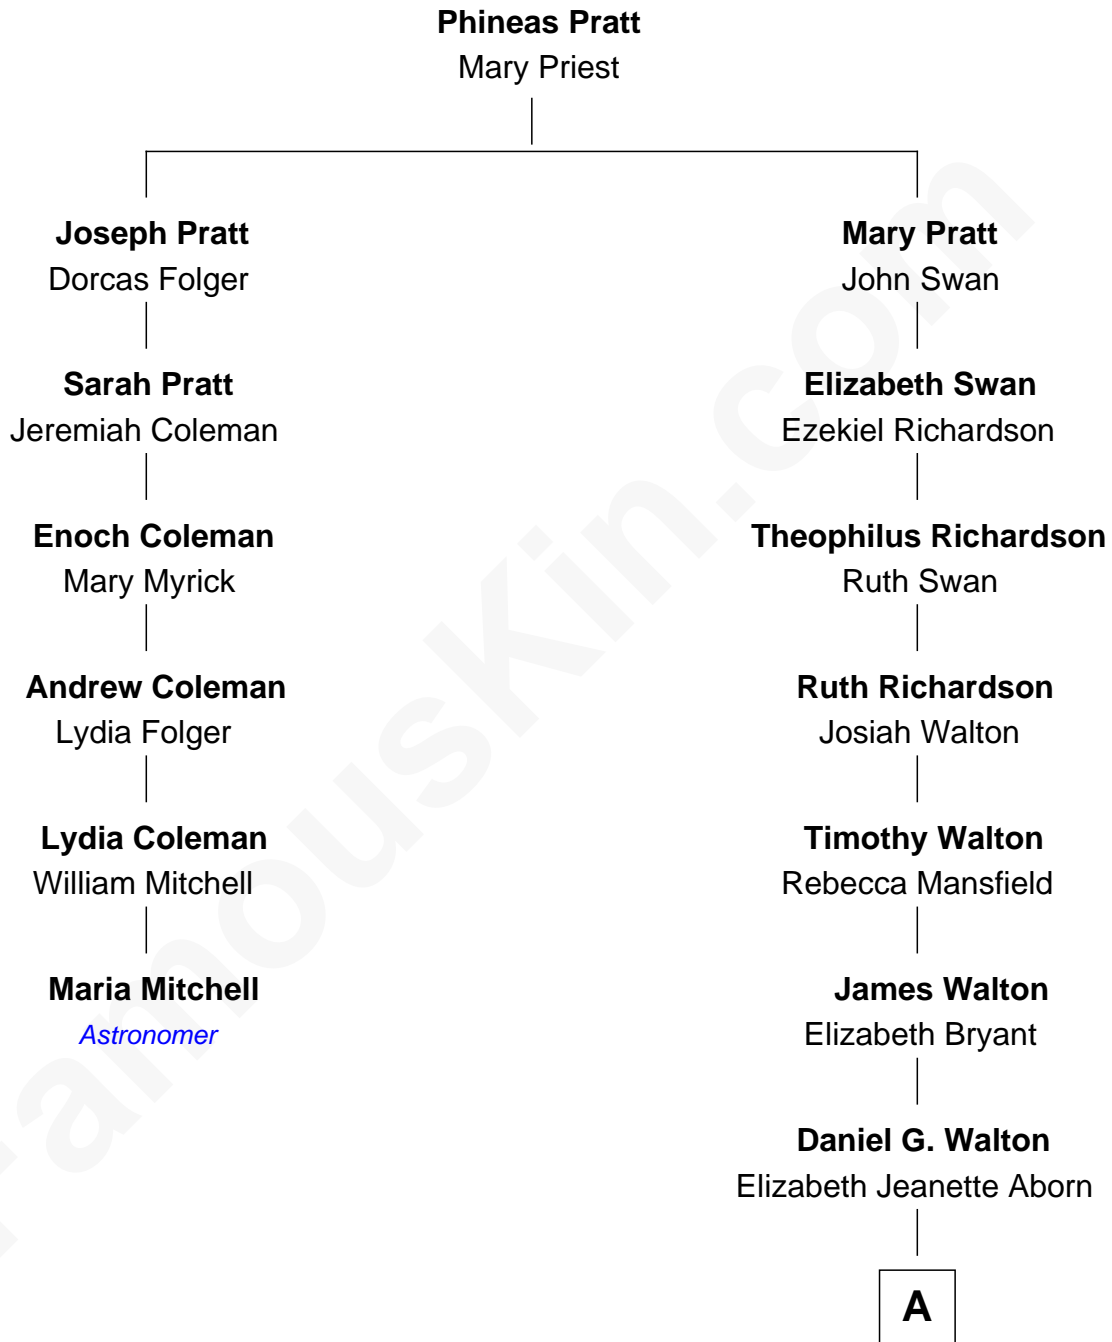 Phineas Pratt
Mary Priest
Joseph Pratt
Dorcas Folger
Sarah Pratt
Jeremiah Coleman
Enoch Coleman
Mary Myrick
Andrew Coleman
Lydia Folger
Lydia Coleman
William Mitchell
Maria Mitchell
Astronomer
Mary Pratt
John Swan
Elizabeth Swan
Ezekiel Richardson
Theophilus Richardson
Ruth Swan
Ruth Richardson
Josiah Walton
Timothy Walton
Rebecca Mansfield
James Walton
Elizabeth Bryant
Daniel G. Walton
Elizabeth Jeanette Aborn
A
FamousKin.com